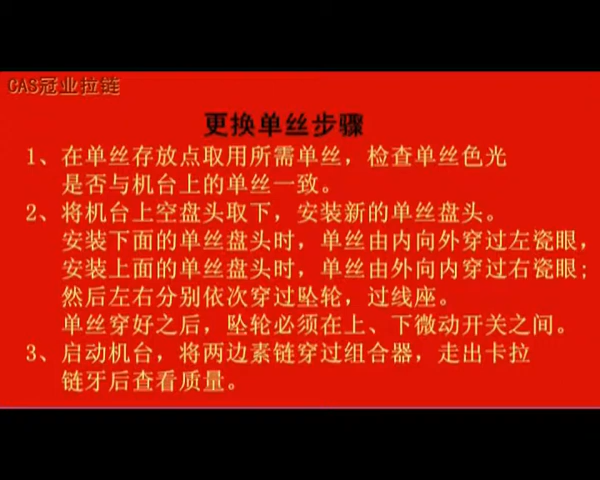 CAS冠业拉链
更换单丝步骤
1、在单丝存放点取用所需单丝，检查单丝色光
是否与机台上的单丝一致。
2、将机台上空盘头取下，安装新的单丝盘头。
安装下面的单丝盘头时，单丝由内向外穿过左瓷眼，
安装上面的单丝盘头时，单丝由外向内穿过右瓷眼；
然后左右分别依次穿过坠轮，过线座。
单丝穿好之后，坠轮必须在上、下微动开关之间。
3、启动机台，将两边素链穿过组合器，走出卡拉
链牙后查看质量。